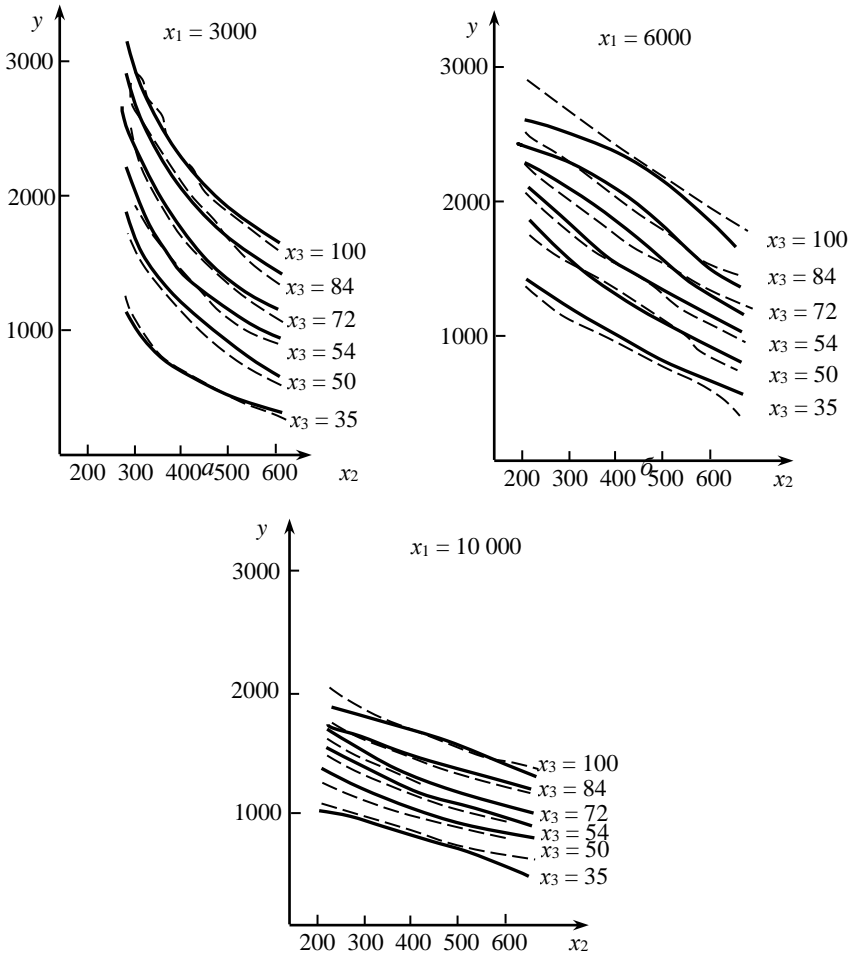 y
x₁ = 3000
3000
2000
1000
x₃ = 100
x₃ = 84
x₃ = 72
x₃ = 54
x₃ = 50
x₃ = 35
200 300 400 а 500 600 x₂
y
x₁ = 6000
3000
2000
1000
x₃ = 100
x₃ = 84
x₃ = 72
x₃ = 54
x₃ = 50
x₃ = 35
200 300 400 б 500 600 x₂
y
x₁ = 10 000
3000
2000
1000
x₃ = 100
x₃ = 84
x₃ = 72
x₃ = 54
x₃ = 50
x₃ = 35
200 300 400 500 600 x₂